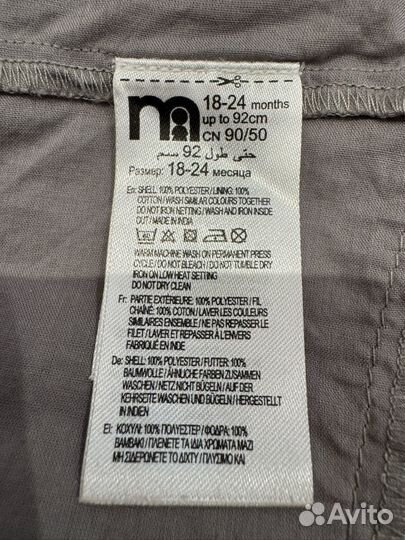 m
18-24 months
up to 92cm
CN 90/50
حتى طول 92 سم
Размер: 18-24 месяца
En: SHELL: 100% POLYESTER / LINING: 100%
COTTON / WASH SIMILAR COLOURS TOGETHER
DO NOT IRON NETTING / WASH AND IRON INSIDE
OUT / MADE IN INDIA
WARM MACHINE WASH ON PERMANENT PRESS
CYCLE / DO NOT BLEACH / DO NOT TUMBLE DRY
IRON ON LOW HEAT SETTING
DO NOT DRY CLEAN
Fr: PARTIE EXTÉRIEURE: 100% POLYESTER / FIL
CHAÎNE: 100% COTON / LAVER LES COULEURS
SIMILAIRES ENSEMBLE / NE PAS REPASSER LE
FILET / LAVER ET REPASSER À L'ENVERS
FABRIQUÉ EN INDE
De: SHELL: 100% POLYESTER / FUTTER: 100%
BAUMWOLLE / ÄHNLICHE FARBEN ZUSAMMEN
WASCHEN / NETZ NICHT BÜGELN / AUF DER
KEHRSEITE WASCHEN UND BÜGELN / HERGESTELLT
IN INDIEN
El: ΚΟΧΥΛΙ: 100% ΠΟΛΥΕΣΤΕΡ / ΦΟΔΡΑ: 100%
ΒΑΜΒΑΚΙ / ΠΛΕΝΕΤΕ ΤΑ ΙΔΙΑ ΧΡΩΜΑΤΑ ΜΑΖΙ
ΜΗ ΣΙΔΕΡΩΝΕΤΕ ΤΟ ΔΙΧΤΥ / ΠΛΥΣΙΜΟ ΚΑΙ
Avito